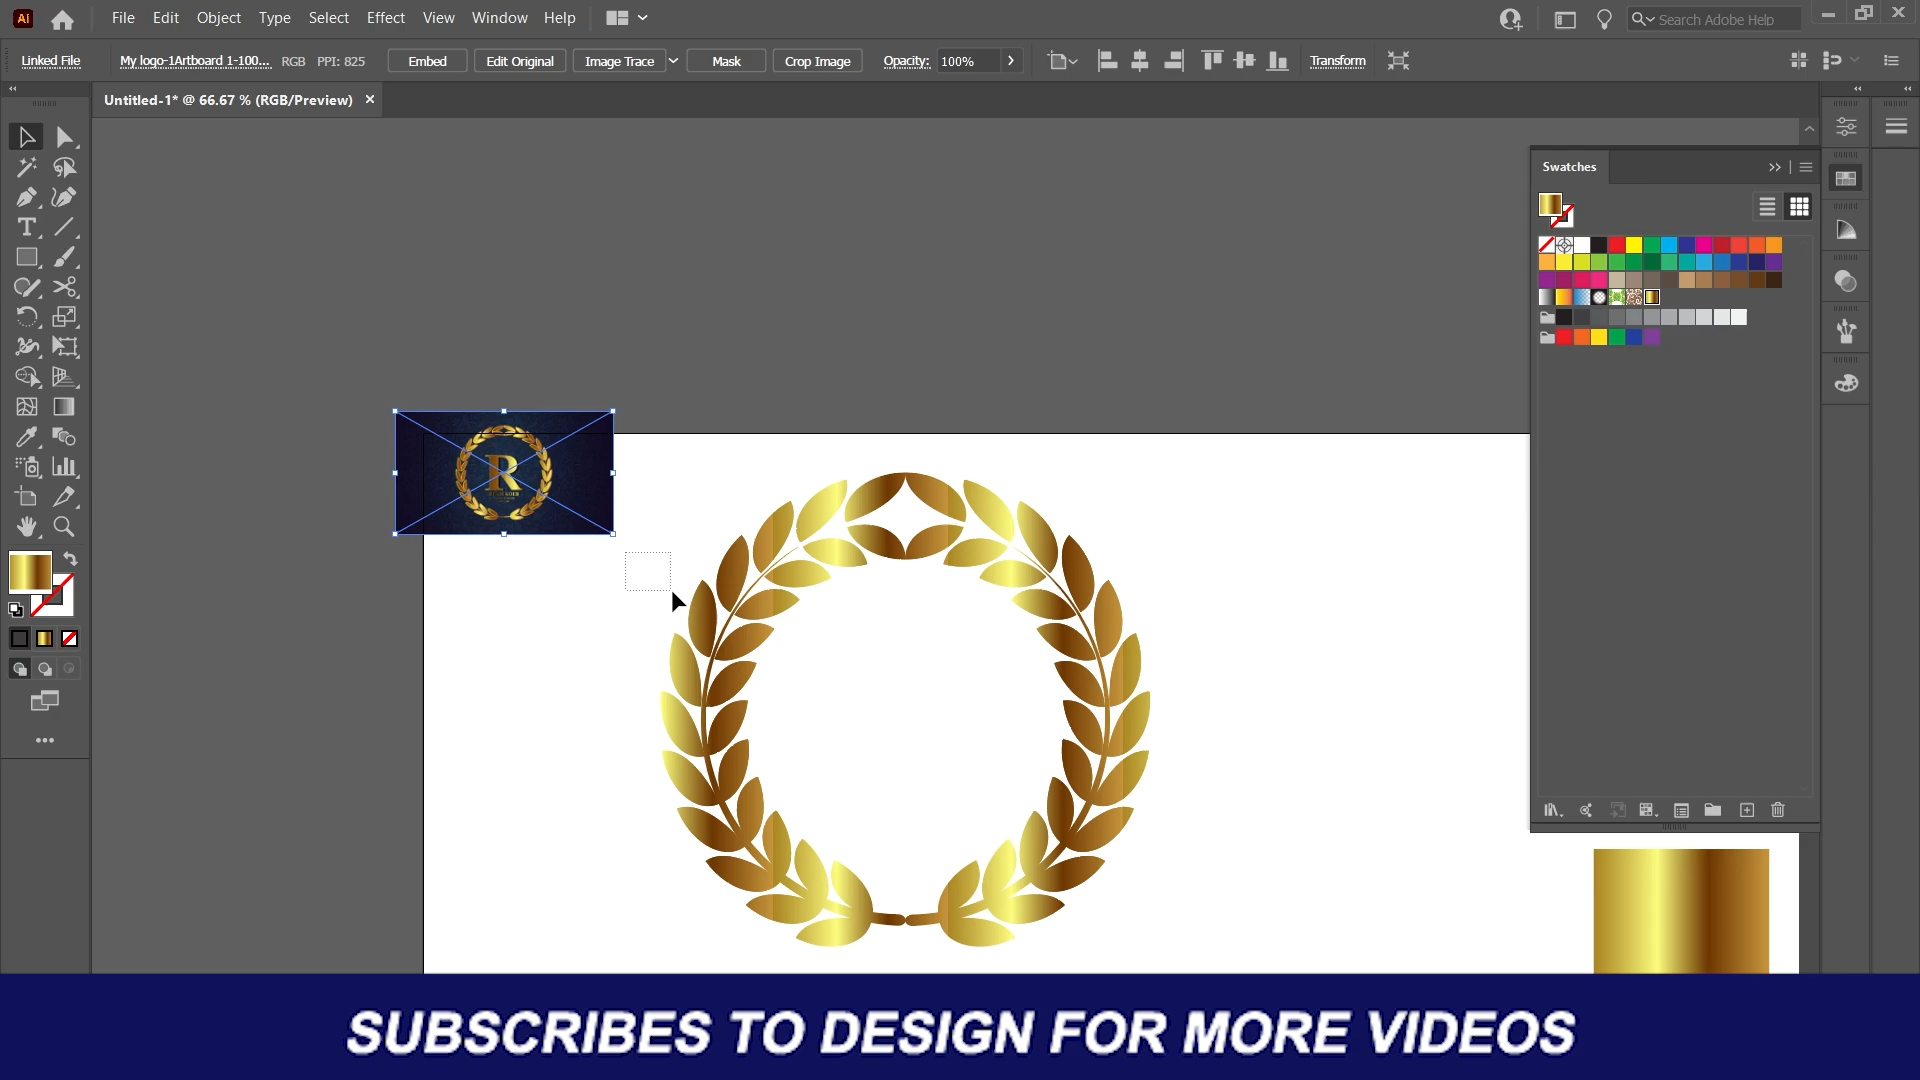 Ai
File Edit Object Type Select Effect View Window Help
Search Adobe Help
Linked File My logo-1Artboard 1-100... RGB PPI: 825 Embed Edit Original Image Trace Mask Crop Image Opacity: 100% Transform
Untitled-1* @ 66.67 % (RGB/Preview)
Swatches
R
SUBSCRIBES TO DESIGN FOR MORE VIDEOS